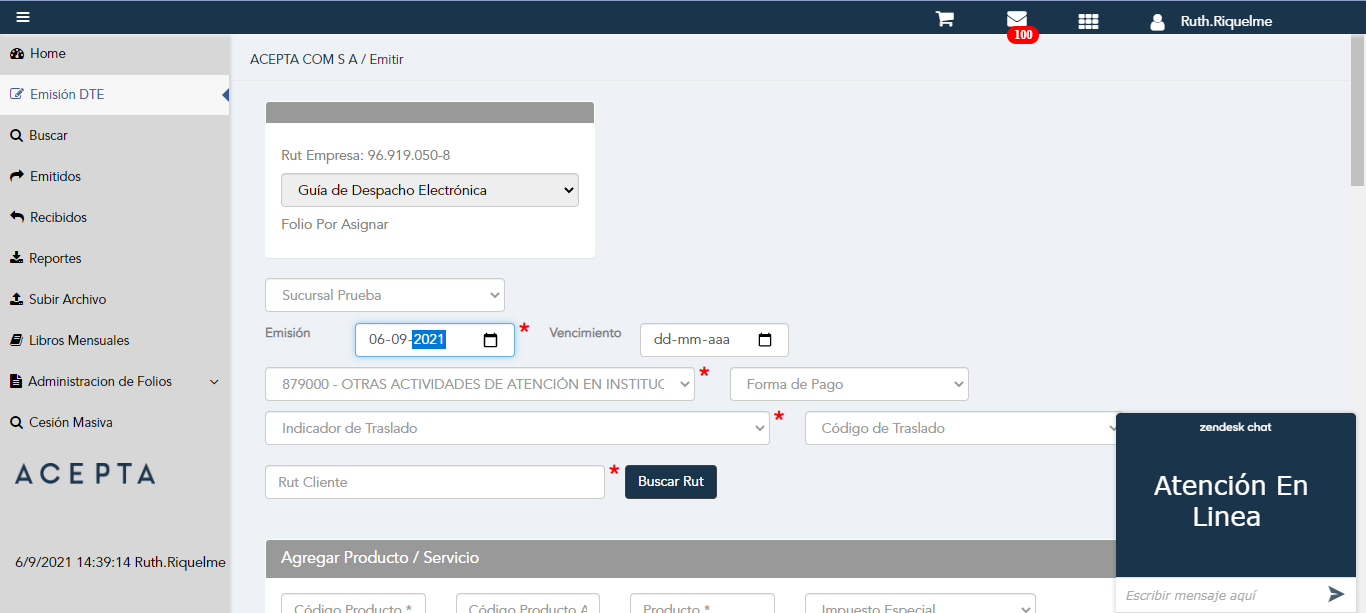 100
Ruth.Riquelme
Home
Emisión DTE
Buscar
Emitidos
Recibidos
Reportes
Subir Archivo
Libros Mensuales
Administracion de Folios
Cesión Masiva
ACEPTA
6/9/2021 14:39:14 Ruth.Riquelme
ACEPTA COM S A / Emitir
Rut Empresa: 96.919.050-8
Guía de Despacho Electrónica
Folio Por Asignar
Sucursal Prueba
Emisión 06-09-2021 * Vencimiento dd-mm-aaa
879000 - OTRAS ACTIVIDADES DE ATENCIÓN EN INSTITUC * Forma de Pago
Indicador de Traslado * Código de Traslado
Rut Cliente * Buscar Rut
Agregar Producto / Servicio
Código Producto * Código Producto A Producto * Impuesto Especial
zendesk chat
Atención En
Linea
Escribir mensaje aquí